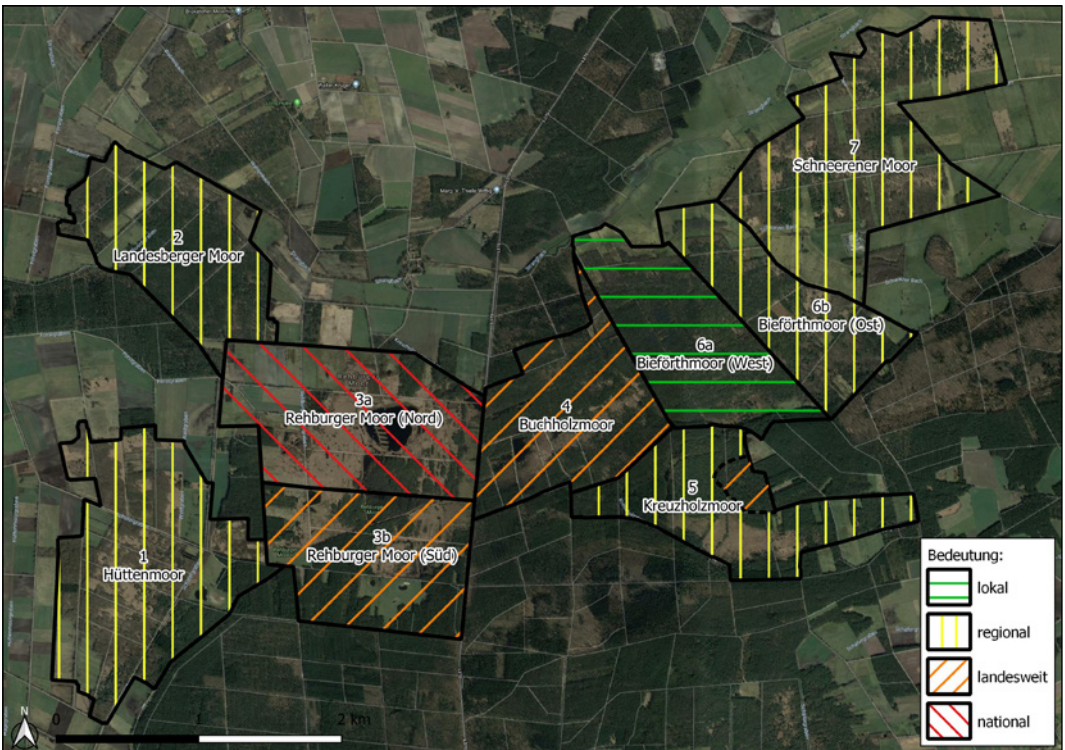 7
Schneerener Moor
2
Landesberger Moor
6b
Bieförthmoor (Ost)
6a
Bieförthmoor (West)
3a
Rehburger Moor (Nord)
4
Buchholzmoor
5
Kreuzholzmoor
3b
Rehburger Moor (Süd)
1
Hüttenmoor
Bedeutung:
lokal
regional
landesweit
national
N
0 1 2 km